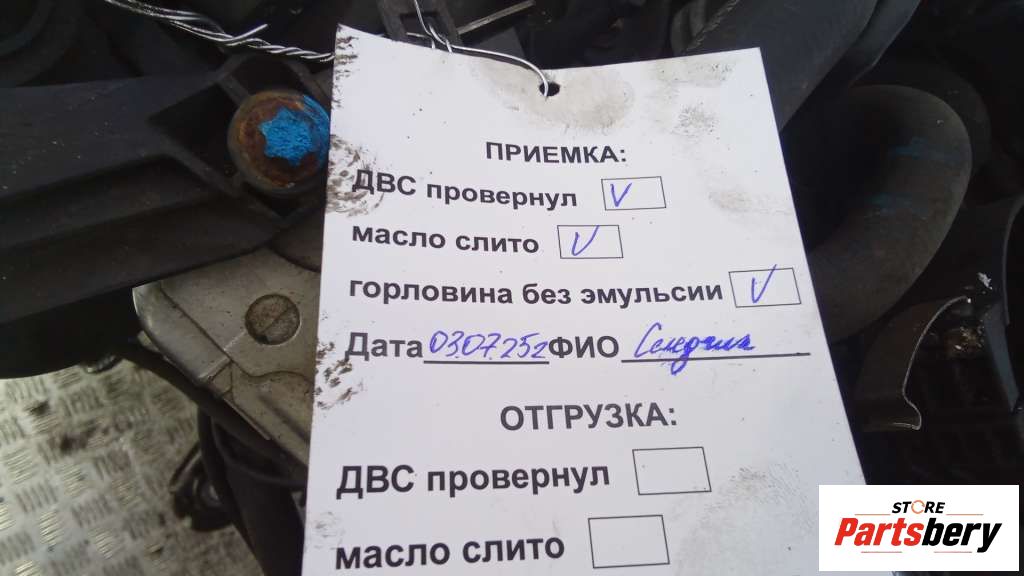 ПРИЕМКА:
ДВС провернул V
масло слито V
горловина без эмульсии V
Дата 03.07.25г ФИО
ОТГРУЗКА:
ДВС провернул
масло слито
STORE
Partsbery